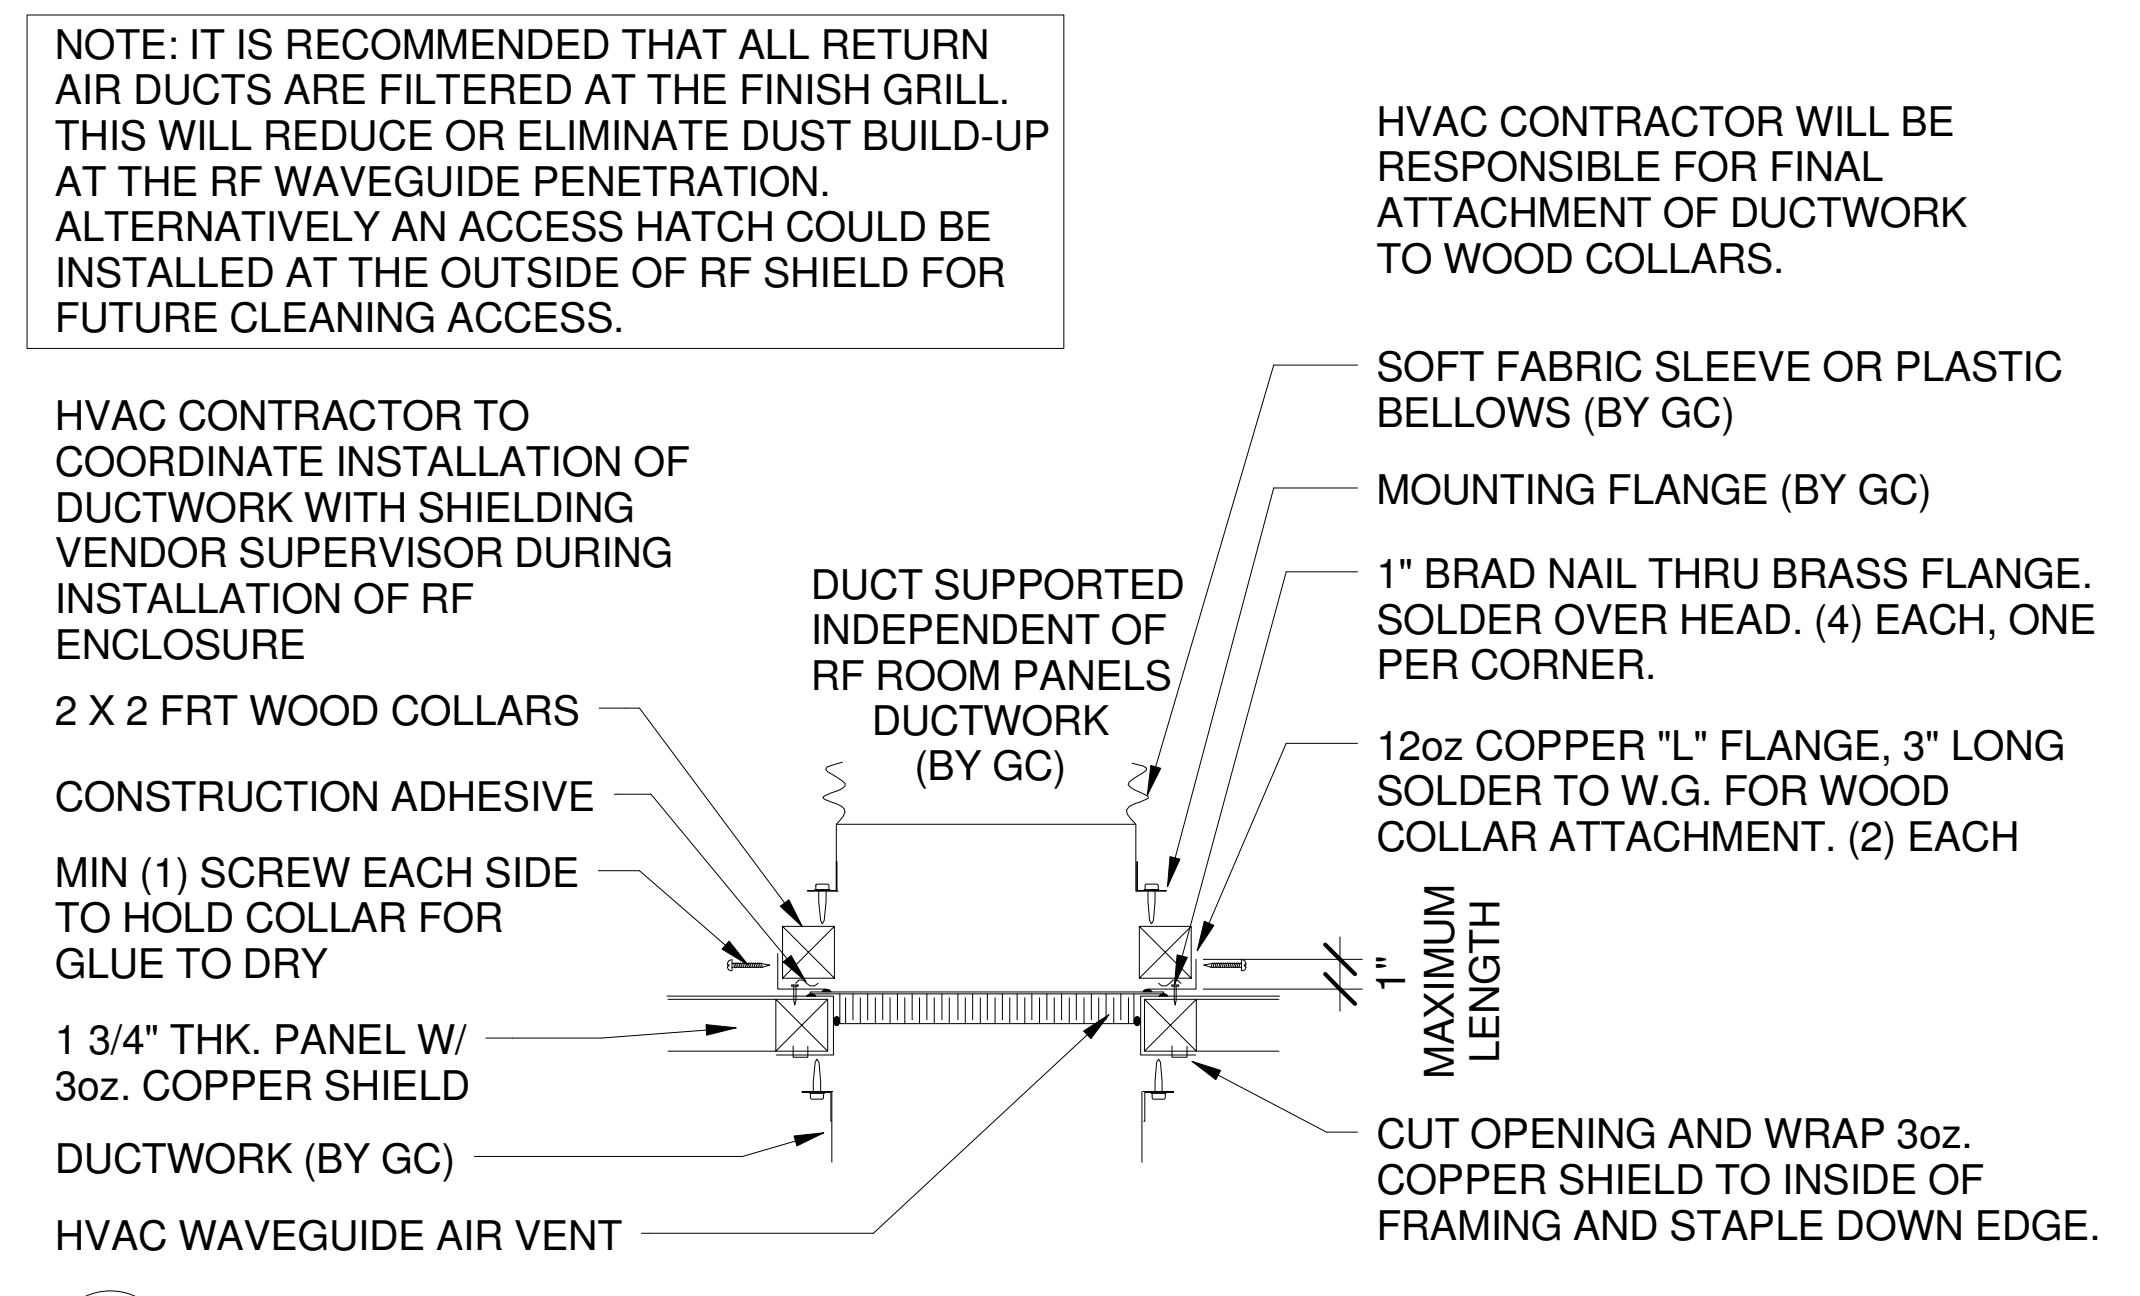 NOTE: IT IS RECOMMENDED THAT ALL RETURN
AIR DUCTS ARE FILTERED AT THE FINISH GRILL.
THIS WILL REDUCE OR ELIMINATE DUST BUILD-UP
AT THE RF WAVEGUIDE PENETRATION.
ALTERNATIVELY AN ACCESS HATCH COULD BE
INSTALLED AT THE OUTSIDE OF RF SHIELD FOR
FUTURE CLEANING ACCESS.
HVAC CONTRACTOR TO
COORDINATE INSTALLATION OF
DUCTWORK WITH SHIELDING
VENDOR SUPERVISOR DURING
INSTALLATION OF RF
ENCLOSURE
2 X 2 FRT WOOD COLLARS
CONSTRUCTION ADHESIVE
MIN (1) SCREW EACH SIDE
TO HOLD COLLAR FOR
GLUE TO DRY
1 3/4" THK. PANEL W/
3oz. COPPER SHIELD
DUCTWORK (BY GC)
HVAC WAVEGUIDE AIR VENT
DUCT SUPPORTED
INDEPENDENT OF
RF ROOM PANELS
DUCTWORK
(BY GC)
HVAC CONTRACTOR WILL BE
RESPONSIBLE FOR FINAL
ATTACHMENT OF DUCTWORK
TO WOOD COLLARS.
SOFT FABRIC SLEEVE OR PLASTIC
BELLOWS (BY GC)
MOUNTING FLANGE (BY GC)
1" BRAD NAIL THRU BRASS FLANGE.
SOLDER OVER HEAD. (4) EACH, ONE
PER CORNER.
12oz COPPER "L" FLANGE, 3" LONG
SOLDER TO W.G. FOR WOOD
COLLAR ATTACHMENT. (2) EACH
1"
MAXIMUM
LENGTH
CUT OPENING AND WRAP 3oz.
COPPER SHIELD TO INSIDE OF
FRAMING AND STAPLE DOWN EDGE.